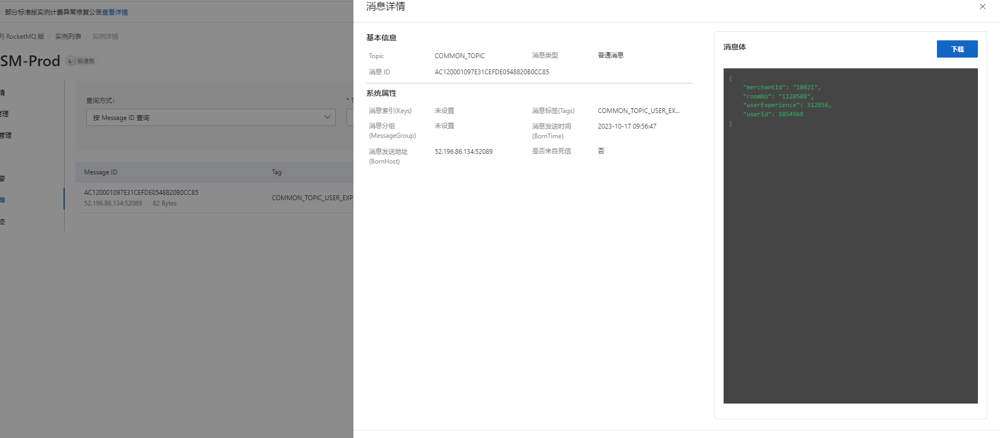 部分标准版实例计费异常修复公告查看详情
列 RocketMQ 版 / 实例列表 / 实例详情
SM-Prod 标准版
情
管理
管理
警
询
迹
查询方式:
* T
按 Message ID 查询
Message ID Tag
AC120001097E31CEFDE0548820B0CC85
52.196.86.134:52089 82 Bytes
COMMON_TOPIC_USER_EXP
消息详情
基本信息
Topic COMMON_TOPIC 消息类型 普通消息
消息 ID AC120001097E31CEFDE0548820B0CC85
系统属性
消息索引(Keys) 未设置 消息标签(Tags) COMMON_TOPIC_USER_EX...
消息分组 未设置 消息发送时间 2023-10-17 09:56:47
(MessageGroup) (BornTime)
消息发送地址 52.196.86.134:52089 是否来自死信 否
(BornHost)
消息体
下载
{
"merchantId": "10021",
"roomNo": "1120508",
"userExperience": 312856,
"userId": 1054968
}